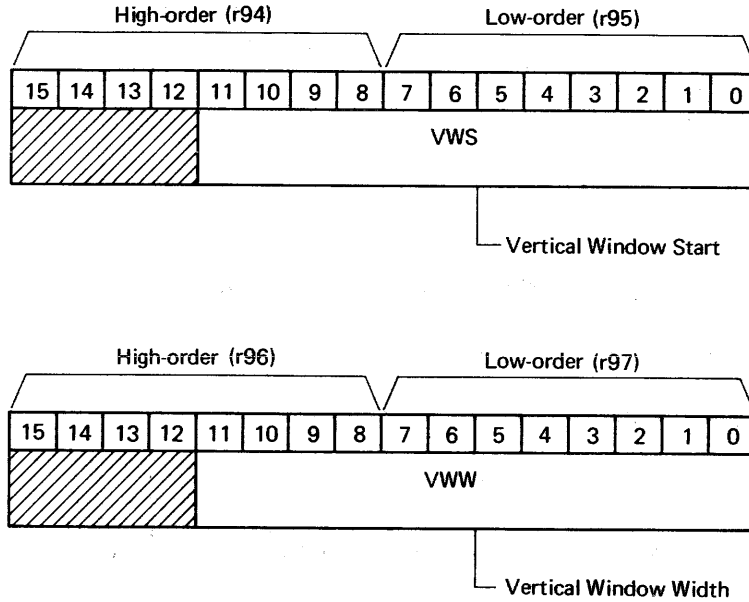 High-order (r94) Low-order (r95)
15 14 13 12 11 10 9 8 7 6 5 4 3 2 1 0
VWS
Vertical Window Start
High-order (r96) Low-order (r97)
15 14 13 12 11 10 9 8 7 6 5 4 3 2 1 0
VWW
Vertical Window Width